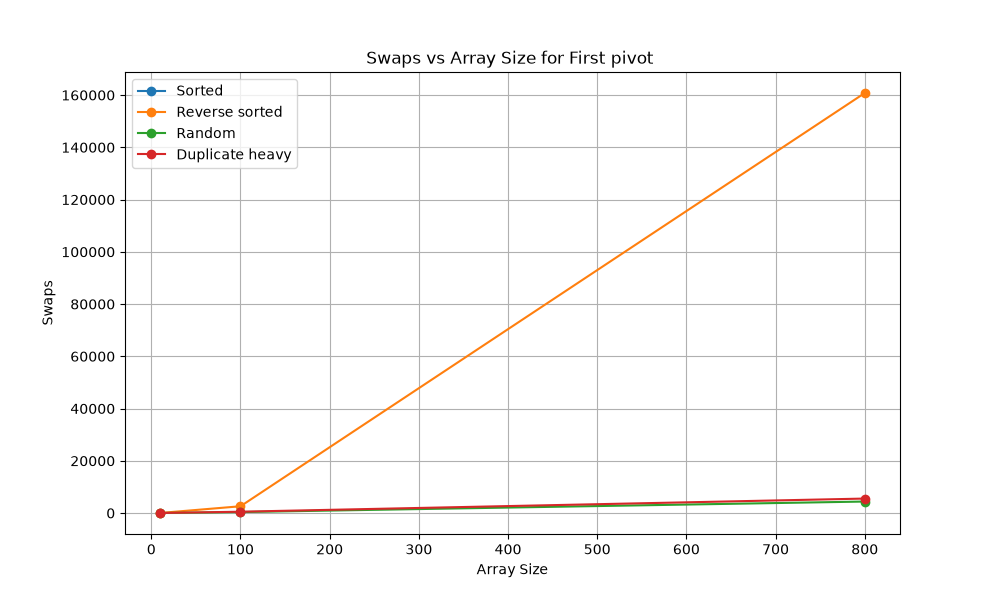 Swaps vs Array Size for First pivot
Sorted
Reverse sorted
Random
Duplicate heavy
Swaps
160000
140000
120000
100000
80000
60000
40000
20000
0
0 100 200 300 400 500 600 700 800
Array Size